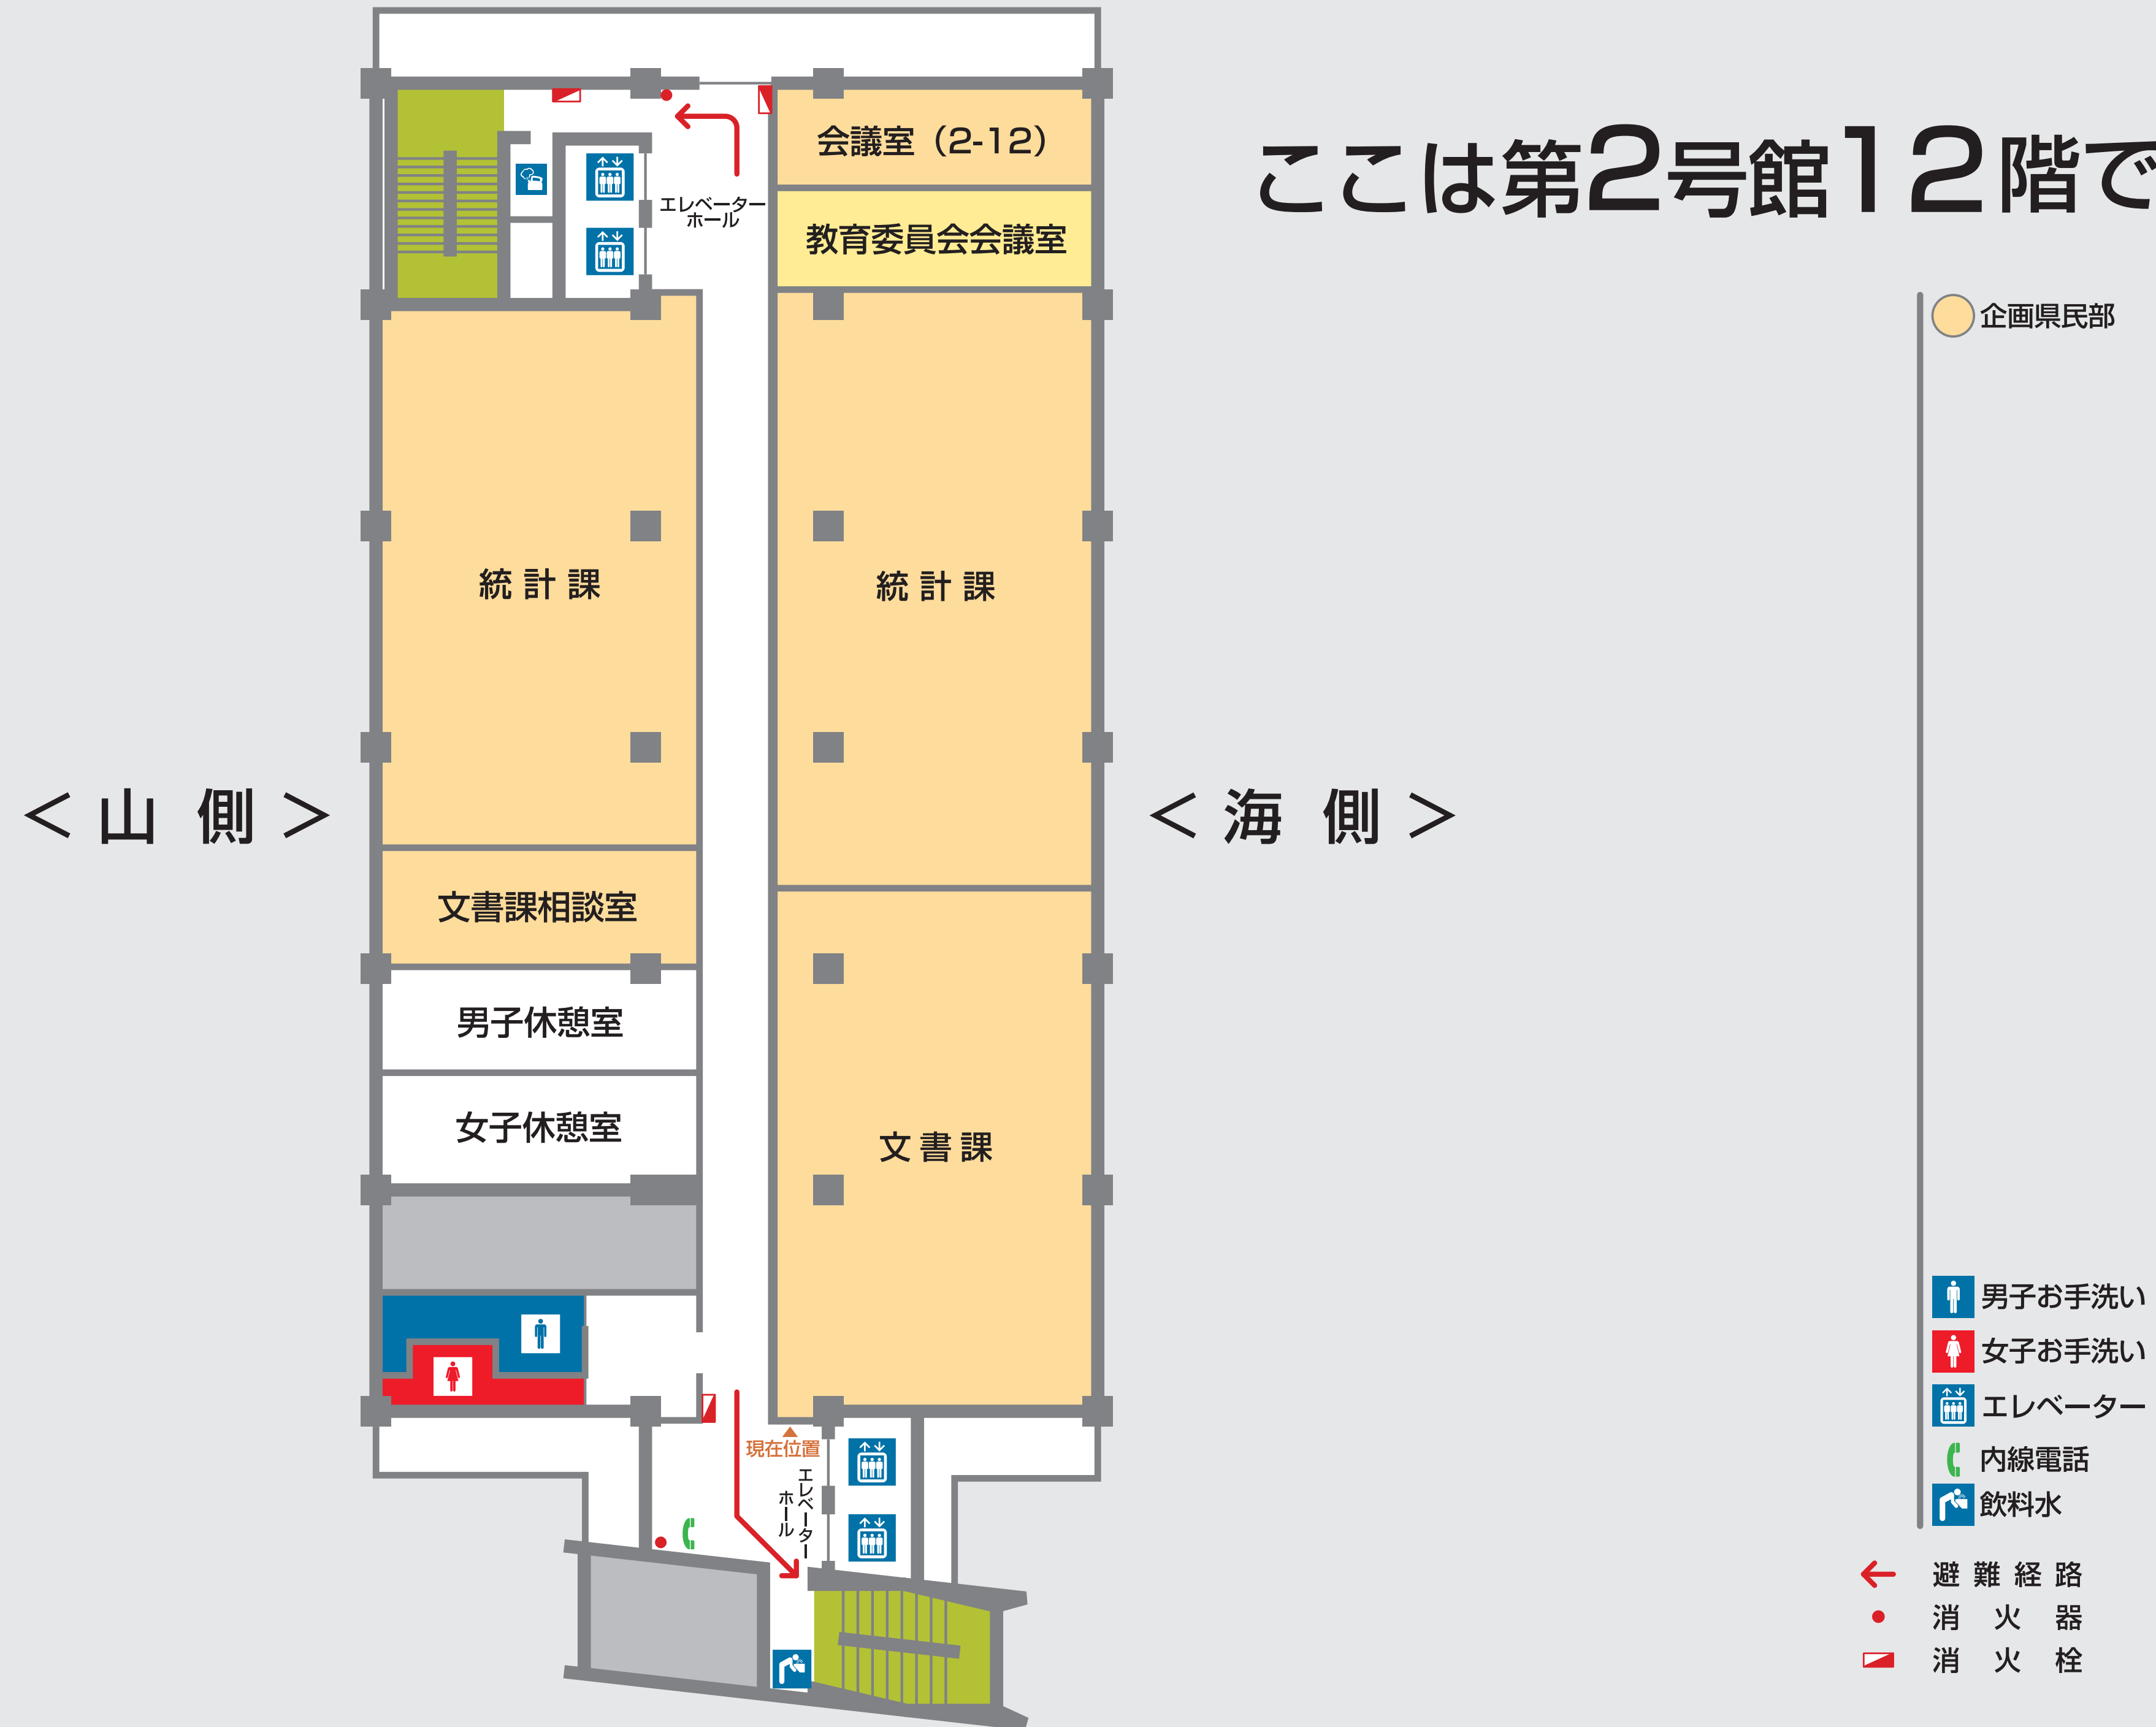 ここは第2号館12階で
会議室（2-12）
エレベーター
ホール
教育委員会会議室
企画県民部
統計課
統計課
＜山側＞
＜海側＞
文書課相談室
男子休憩室
女子休憩室
文書課
現在位置
エレベーター
ホール
男子お手洗い
女子お手洗い
エレベーター
内線電話
飲料水
避難経路
消火器
消火栓